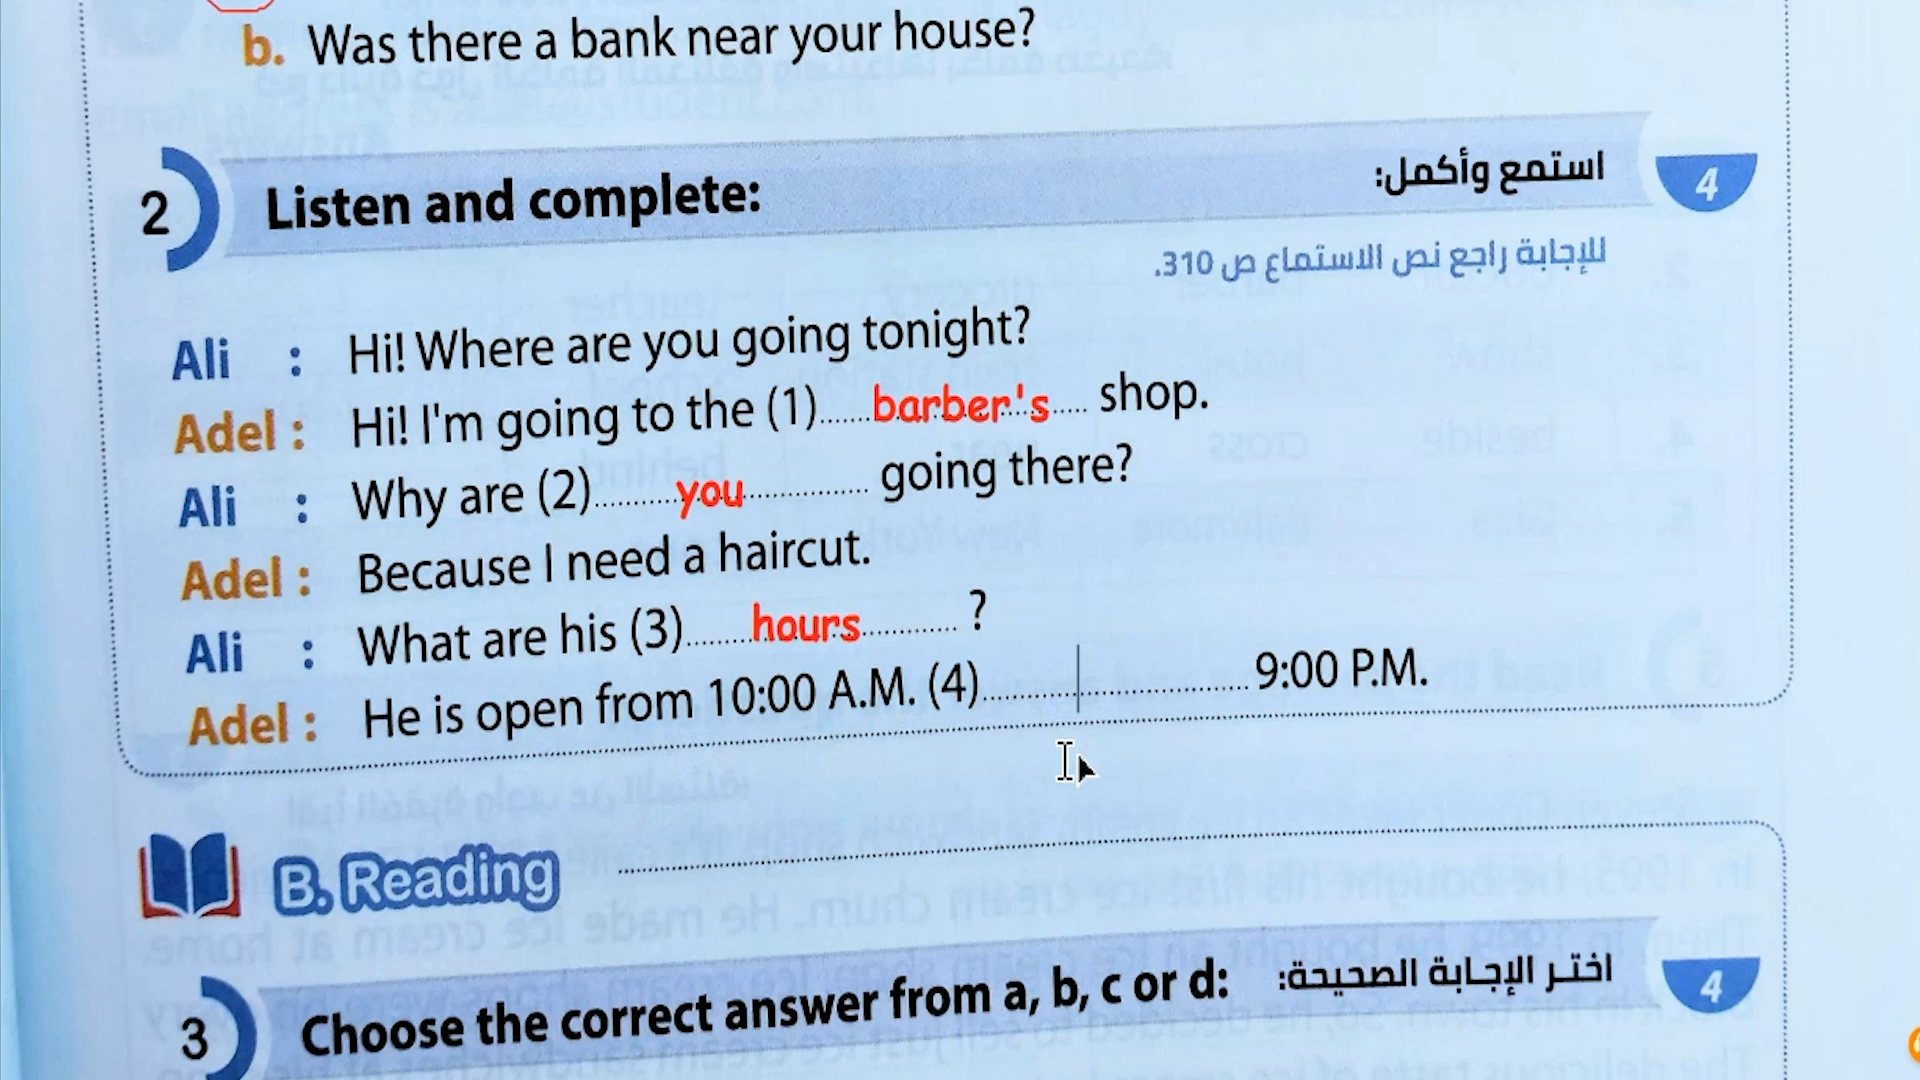 b. Was there a bank near your house?
2 Listen and complete: استمع وأكمل: 4
للإجابة راجع نص الاستماع ص 310.
Ali : Hi! Where are you going tonight?
Adel : Hi! I'm going to the (1) barber's shop.
Ali : Why are (2) you going there?
Adel : Because I need a haircut.
Ali : What are his (3) hours ?
Adel : He is open from 10:00 A.M. (4) 9:00 P.M.
B. Reading
3 Choose the correct answer from a, b, c or d: اختر الإجابة الصحيحة: 4